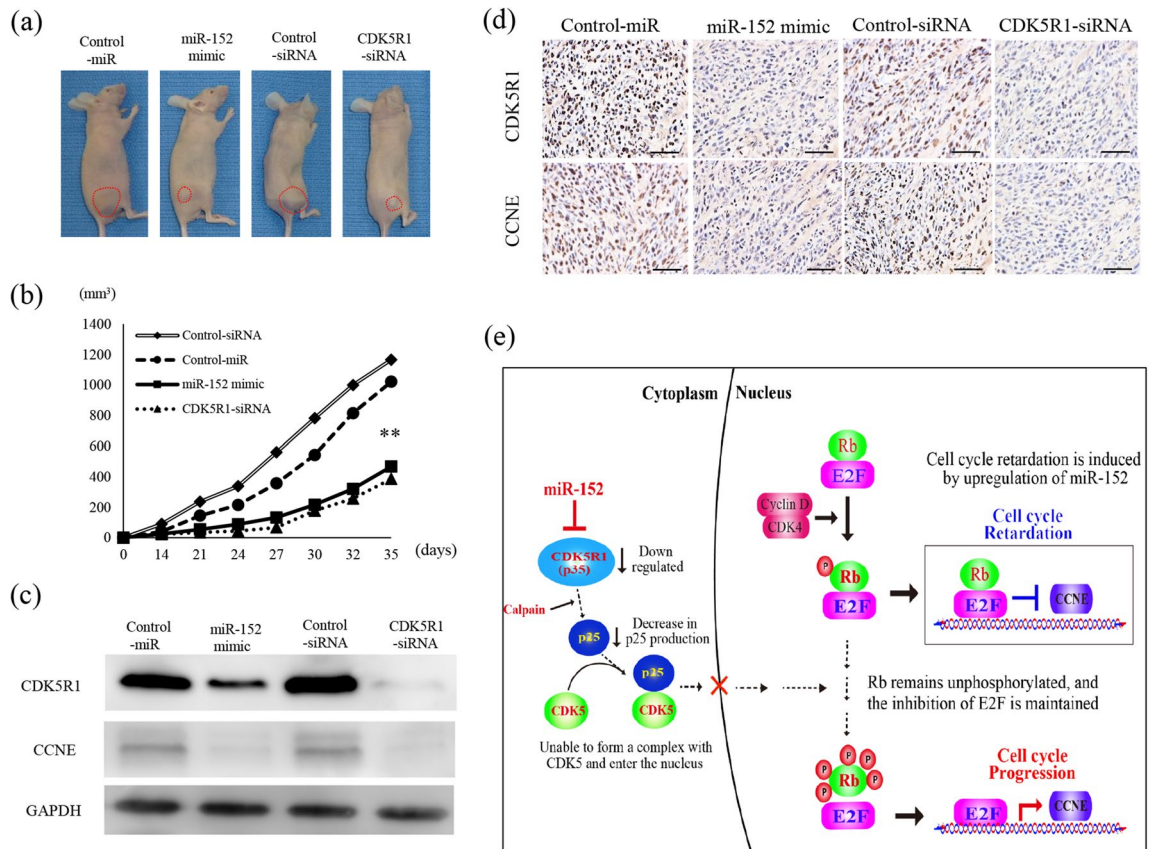 (a)
Control
-miR
miR-152
mimic
Control
-siRNA
CDK5R1
-siRNA
(b)
(mm³)
1400
1200
1000
800
600
400
200
0
Control-siRNA
Control-miR
miR-152 mimic
CDK5R1-siRNA
**
0 14 21 24 27 30 32 35 (days)
(c)
Control
-miR
miR-152
mimic
Control
-siRNA
CDK5R1
-siRNA
CDK5R1
CCNE
GAPDH
(d)
Control-miR miR-152 mimic Control-siRNA CDK5R1-siRNA
CDK5R1
CCNE
(e)
Cytoplasm
Nucleus
miR-152
CDK5R1
(p35)
Down
regulated
Calpain
p25
Decrease in
p25 production
p25
CDK5
CDK5
Unable to form a complex with
CDK5 and enter the nucleus
Rb
E2F
Cyclin D
CDK4
P
Rb
E2F
Cell cycle retardation is induced
by upregulation of miR-152
Cell cycle
Retardation
Rb
E2F
CCNE
Rb remains unphosphorylated, and
the inhibition of E2F is maintained
P
P
P
P
P
Rb
E2F
Cell cycle
Progression
E2F
CCNE